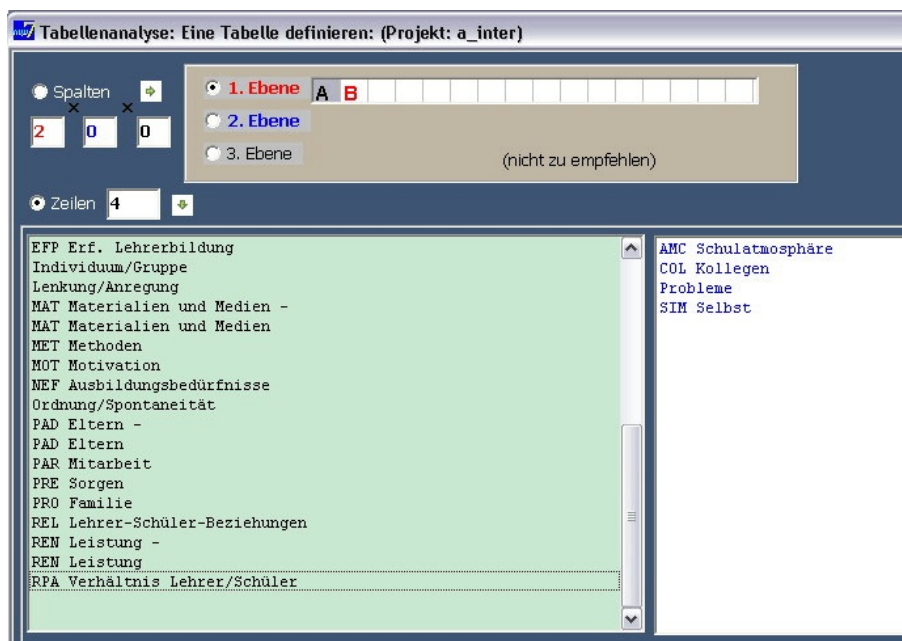 Tabellenanalyse: Eine Tabelle definieren: (Projekt: a_inter)
Spalten
2 x 0 x 0
1. Ebene A B
2. Ebene
3. Ebene (nicht zu empfehlen)
Zeilen 4
EFP Erf. Lehrerbildung
Individuum/Gruppe
Lenkung/Anregung
MAT Materialien und Medien -
MAT Materialien und Medien
MET Methoden
MOT Motivation
NEF Ausbildungsbedürfnisse
Ordnung/Spontaneität
PAD Eltern -
PAD Eltern
PAR Mitarbeit
PRE Sorgen
PRO Familie
REL Lehrer-Schüler-Beziehungen
REN Leistung -
REN Leistung
RPA Verhältnis Lehrer/Schüler
AMC Schulatmosphäre
COL Kollegen
Probleme
SIM Selbst